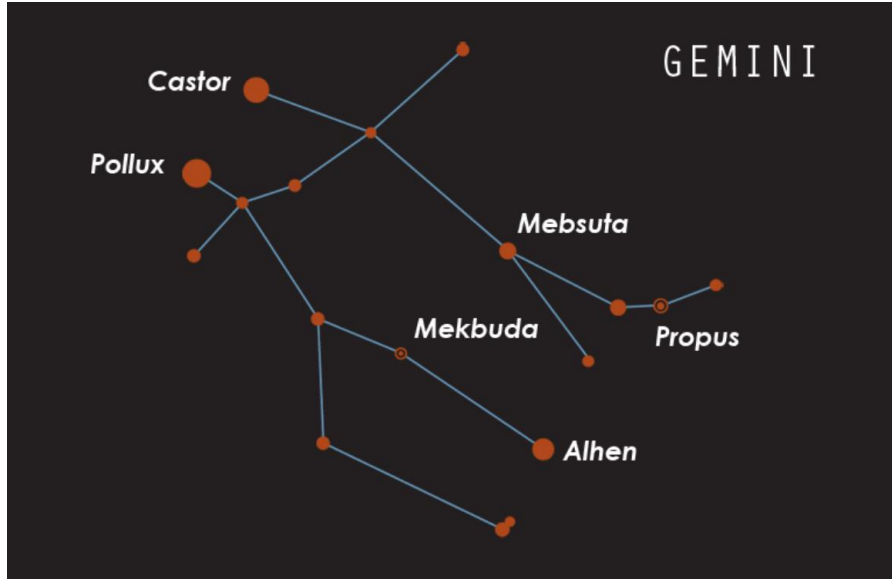 GEMINI
Castor
Pollux
Mebsuta
Mekbuda
Propus
Alhen